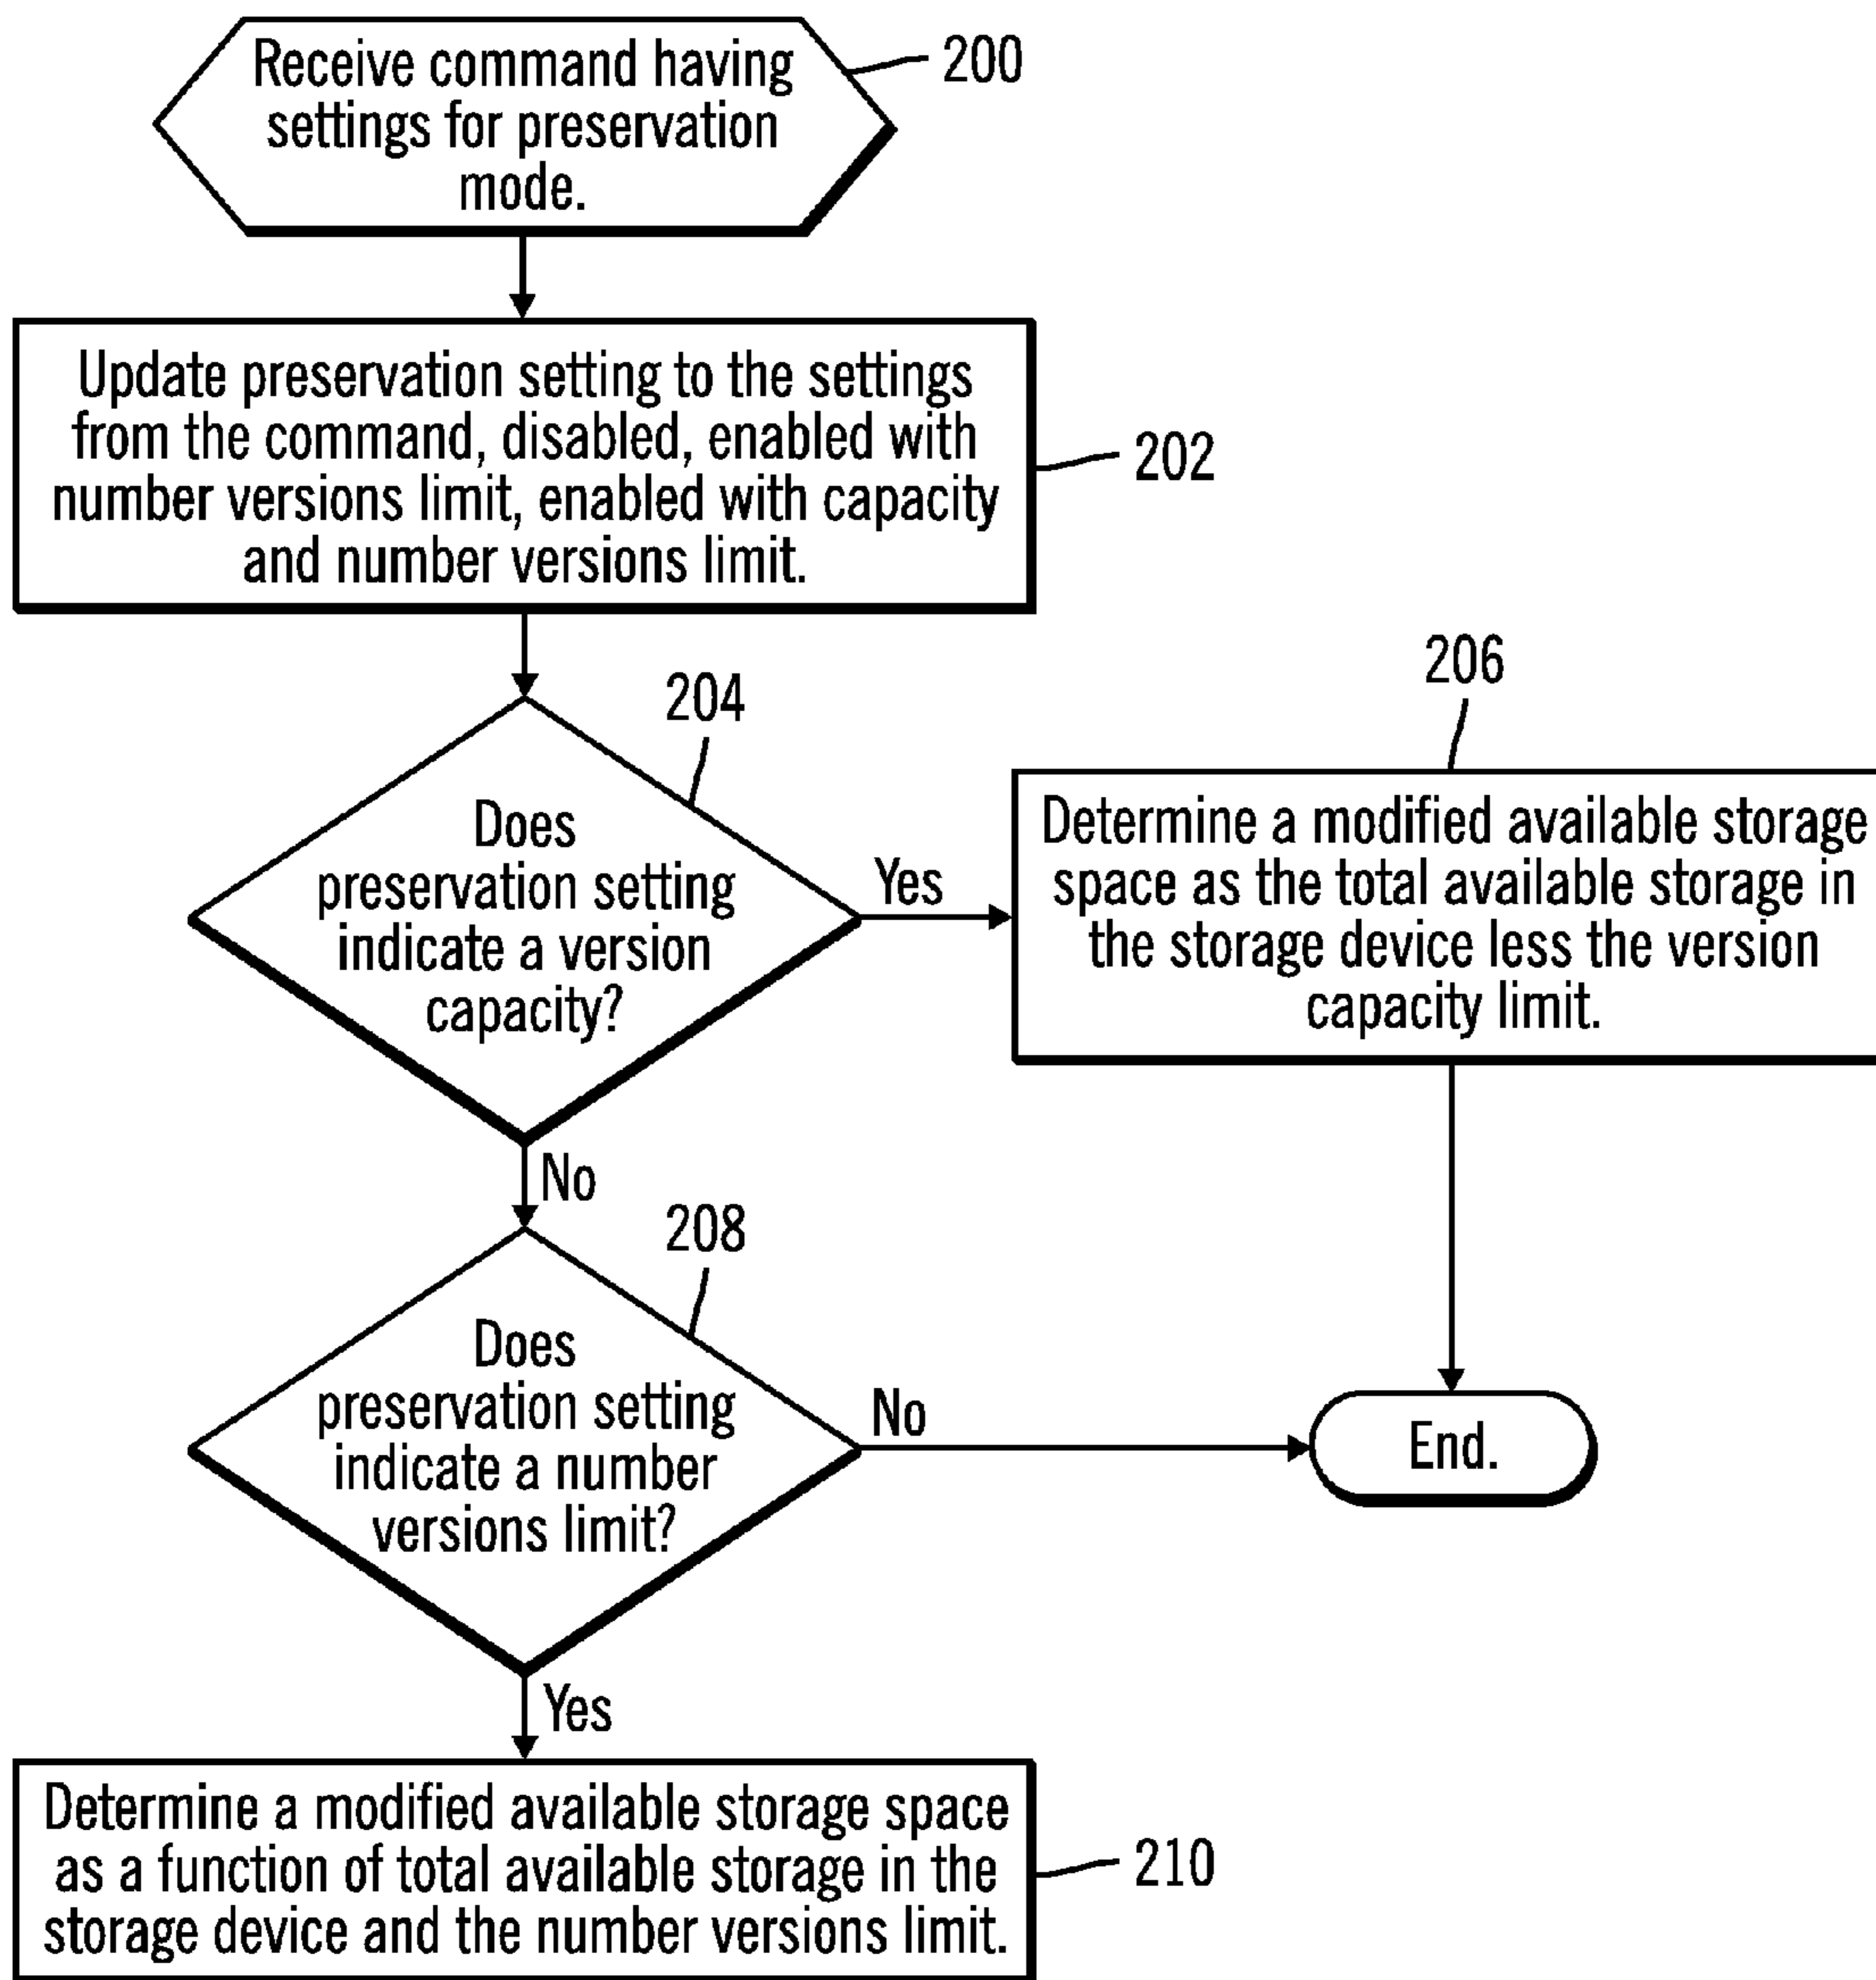 Receive command having
settings for preservation
mode.
200
Update preservation setting to the settings
from the command, disabled, enabled with
number versions limit, enabled with capacity
and number versions limit.
202
204
Does
preservation setting
indicate a version
capacity?
Yes
No
206
Determine a modified available storage
space as the total available storage in
the storage device less the version
capacity limit.
208
Does
preservation setting
indicate a number
versions limit?
No
Yes
End.
Determine a modified available storage space
as a function of total available storage in the
storage device and the number versions limit.
210